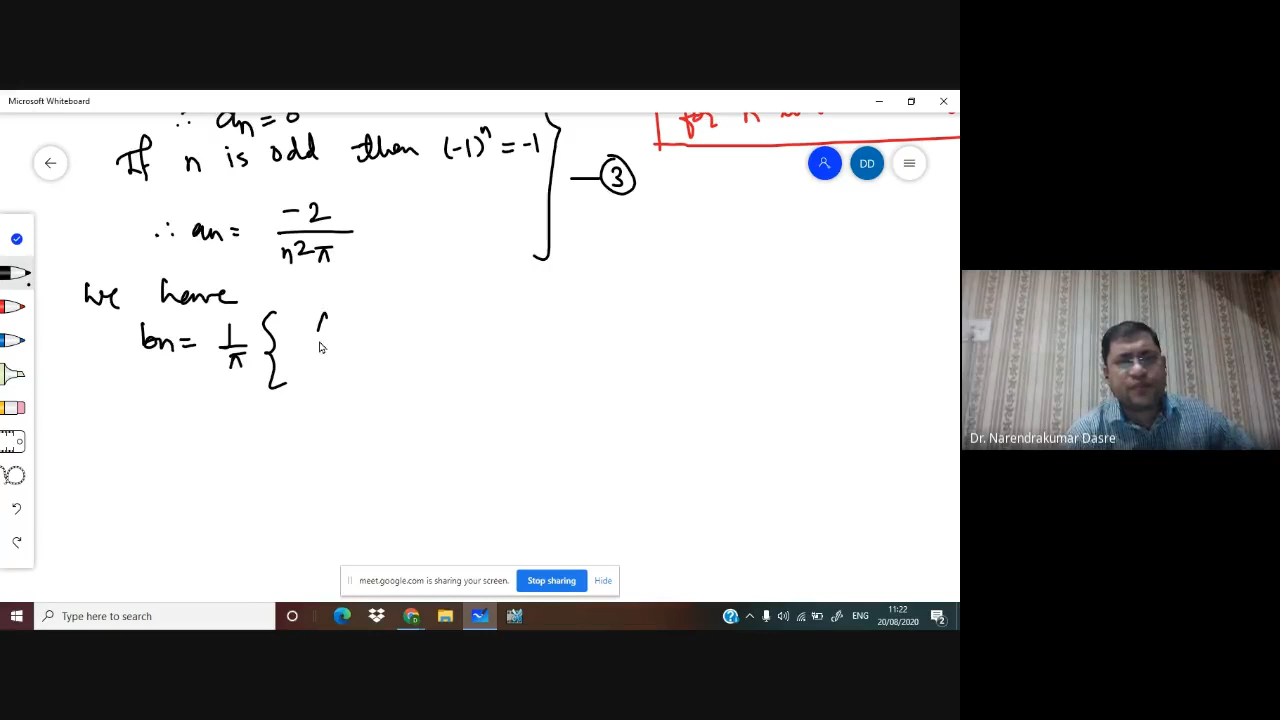 Microsoft Whiteboard
∴ an = 0
for n
If n is odd then (-1)^n = -1
③
DD
∴ an = -2 / n²π
We have
bn = 1/π {
Dr. Narendrakumar Dasre
meet.google.com is sharing your screen. Stop sharing Hide
Type here to search
ENG
11:22
20/08/2020
2